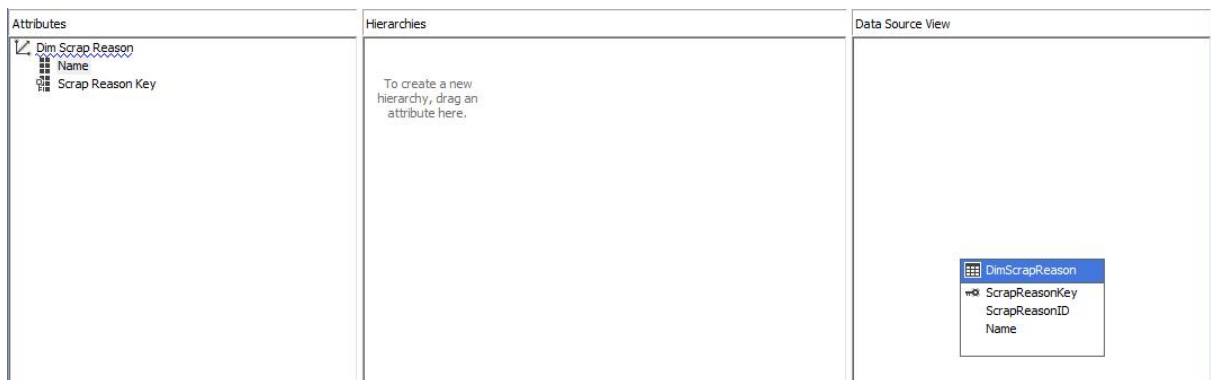 Attributes
Dim Scrap Reason
Name
Scrap Reason Key
Hierarchies
To create a new
hierarchy, drag an
attribute here.
Data Source View
DimScrapReason
ScrapReasonKey
ScrapReasonID
Name